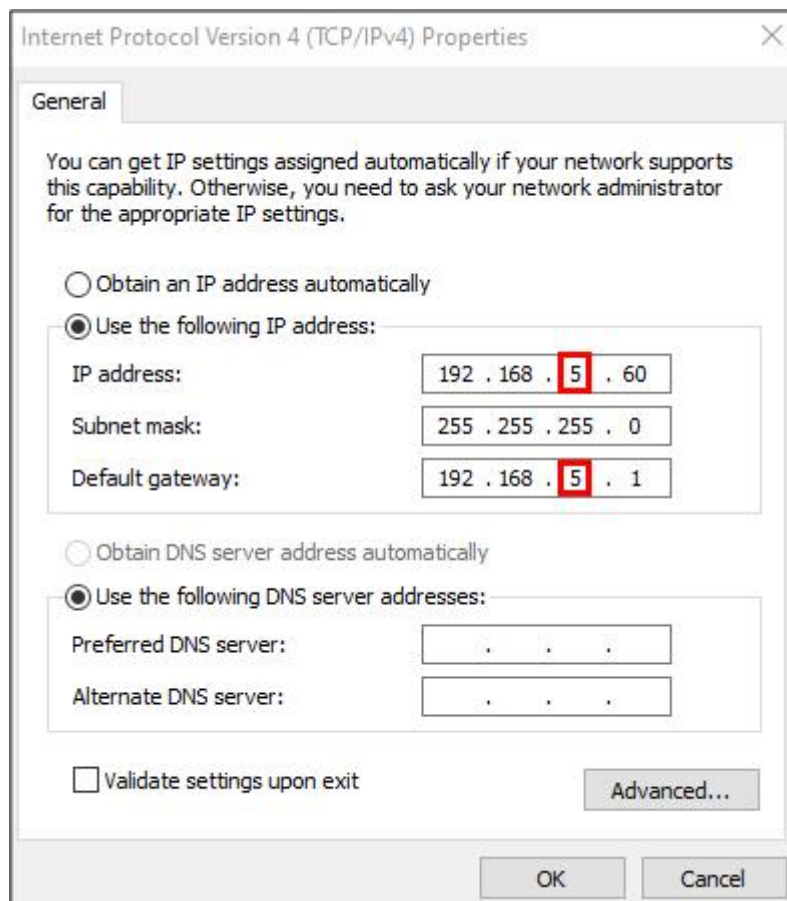 Internet Protocol Version 4 (TCP/IPv4) Properties
General
You can get IP settings assigned automatically if your network supports
this capability. Otherwise, you need to ask your network administrator
for the appropriate IP settings.
Obtain an IP address automatically
Use the following IP address:
IP address: 192 . 168 . 5 . 60
Subnet mask: 255 . 255 . 255 . 0
Default gateway: 192 . 168 . 5 . 1
Obtain DNS server address automatically
Use the following DNS server addresses:
Preferred DNS server: . . .
Alternate DNS server: . . .
Validate settings upon exit
Advanced...
OK Cancel